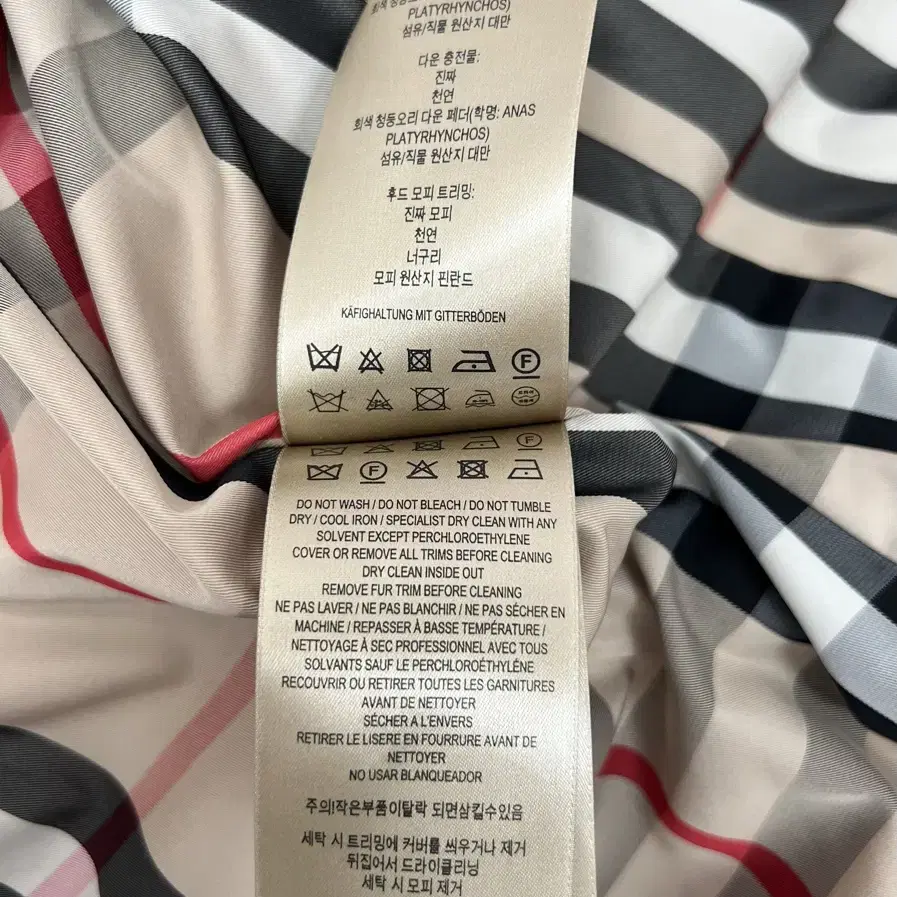 회색 청둥오리
PLATYRHYNCHOS)
섬유/직물 원산지 대만
다운 충전물:
진짜
천연
회색 청둥오리 다운 페더(학명: ANAS
PLATYRHYNCHOS)
섬유/직물 원산지 대만
후드 모피 트리밍:
진짜 모피
천연
너구리
모피 원산지 핀란드
KÄFIGHALTUNG MIT GITTERBÖDEN
F
F
DO NOT WASH / DO NOT BLEACH / DO NOT TUMBLE
DRY / COOL IRON / SPECIALIST DRY CLEAN WITH ANY
SOLVENT EXCEPT PERCHLOROETHYLENE
COVER OR REMOVE ALL TRIMS BEFORE CLEANING
DRY CLEAN INSIDE OUT
REMOVE FUR TRIM BEFORE CLEANING
NE PAS LAVER / NE PAS BLANCHIR / NE PAS SÉCHER EN
MACHINE / REPASSER À BASSE TEMPÉRATURE /
NETTOYAGE À SEC PROFESSIONNEL AVEC TOUS
SOLVANTS SAUF LE PERCHLOROÉTHYLÈNE
RECOUVRIR OU RETIRER TOUTES LES GARNITURES
AVANT DE NETTOYER
SÉCHER A L'ENVERS
RETIRER LE LISERE EN FOURRURE AVANT DE
NETTOYER
NO USAR BLANQUEADOR
주의!작은부품이탈락 되면삼킬수있음
세탁 시 트리밍에 커버를 씌우거나 제거
뒤집어서 드라이클리닝
세탁 시 모피 제거